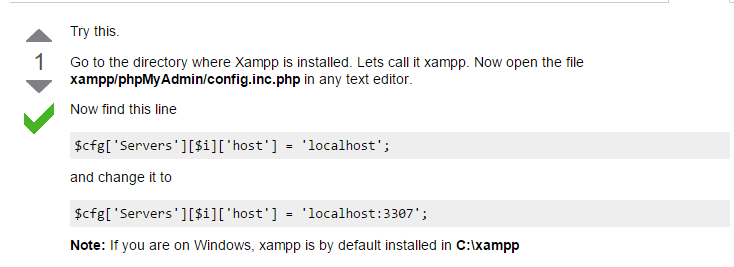 Try this.
1
Go to the directory where Xampp is installed. Lets call it xampp. Now open the file
xampp/phpMyAdmin/config.inc.php in any text editor.
Now find this line
$cfg['Servers'][$i]['host'] = 'localhost';
and change it to
$cfg['Servers'][$i]['host'] = 'localhost:3307';
Note: If you are on Windows, xampp is by default installed in C:\xampp